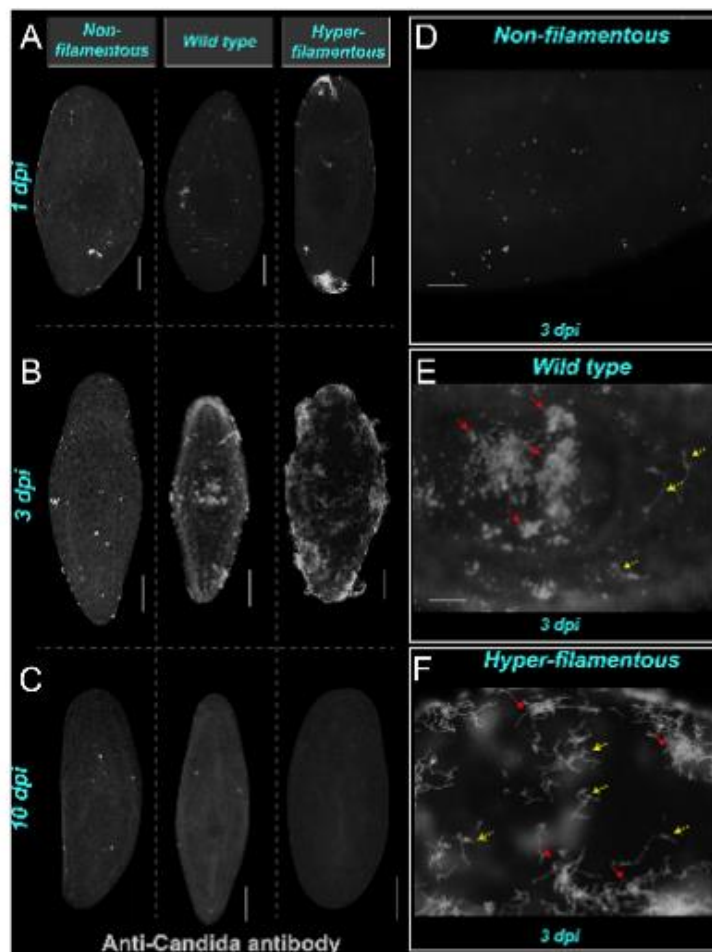 A
Non-
filamentous
Wild type
Hyper-
filamentous
1 dpi
B
3 dpi
C
10 dpi
Anti-Candida antibody
D
Non-filamentous
3 dpi
E
Wild type
3 dpi
F
Hyper-filamentous
3 dpi